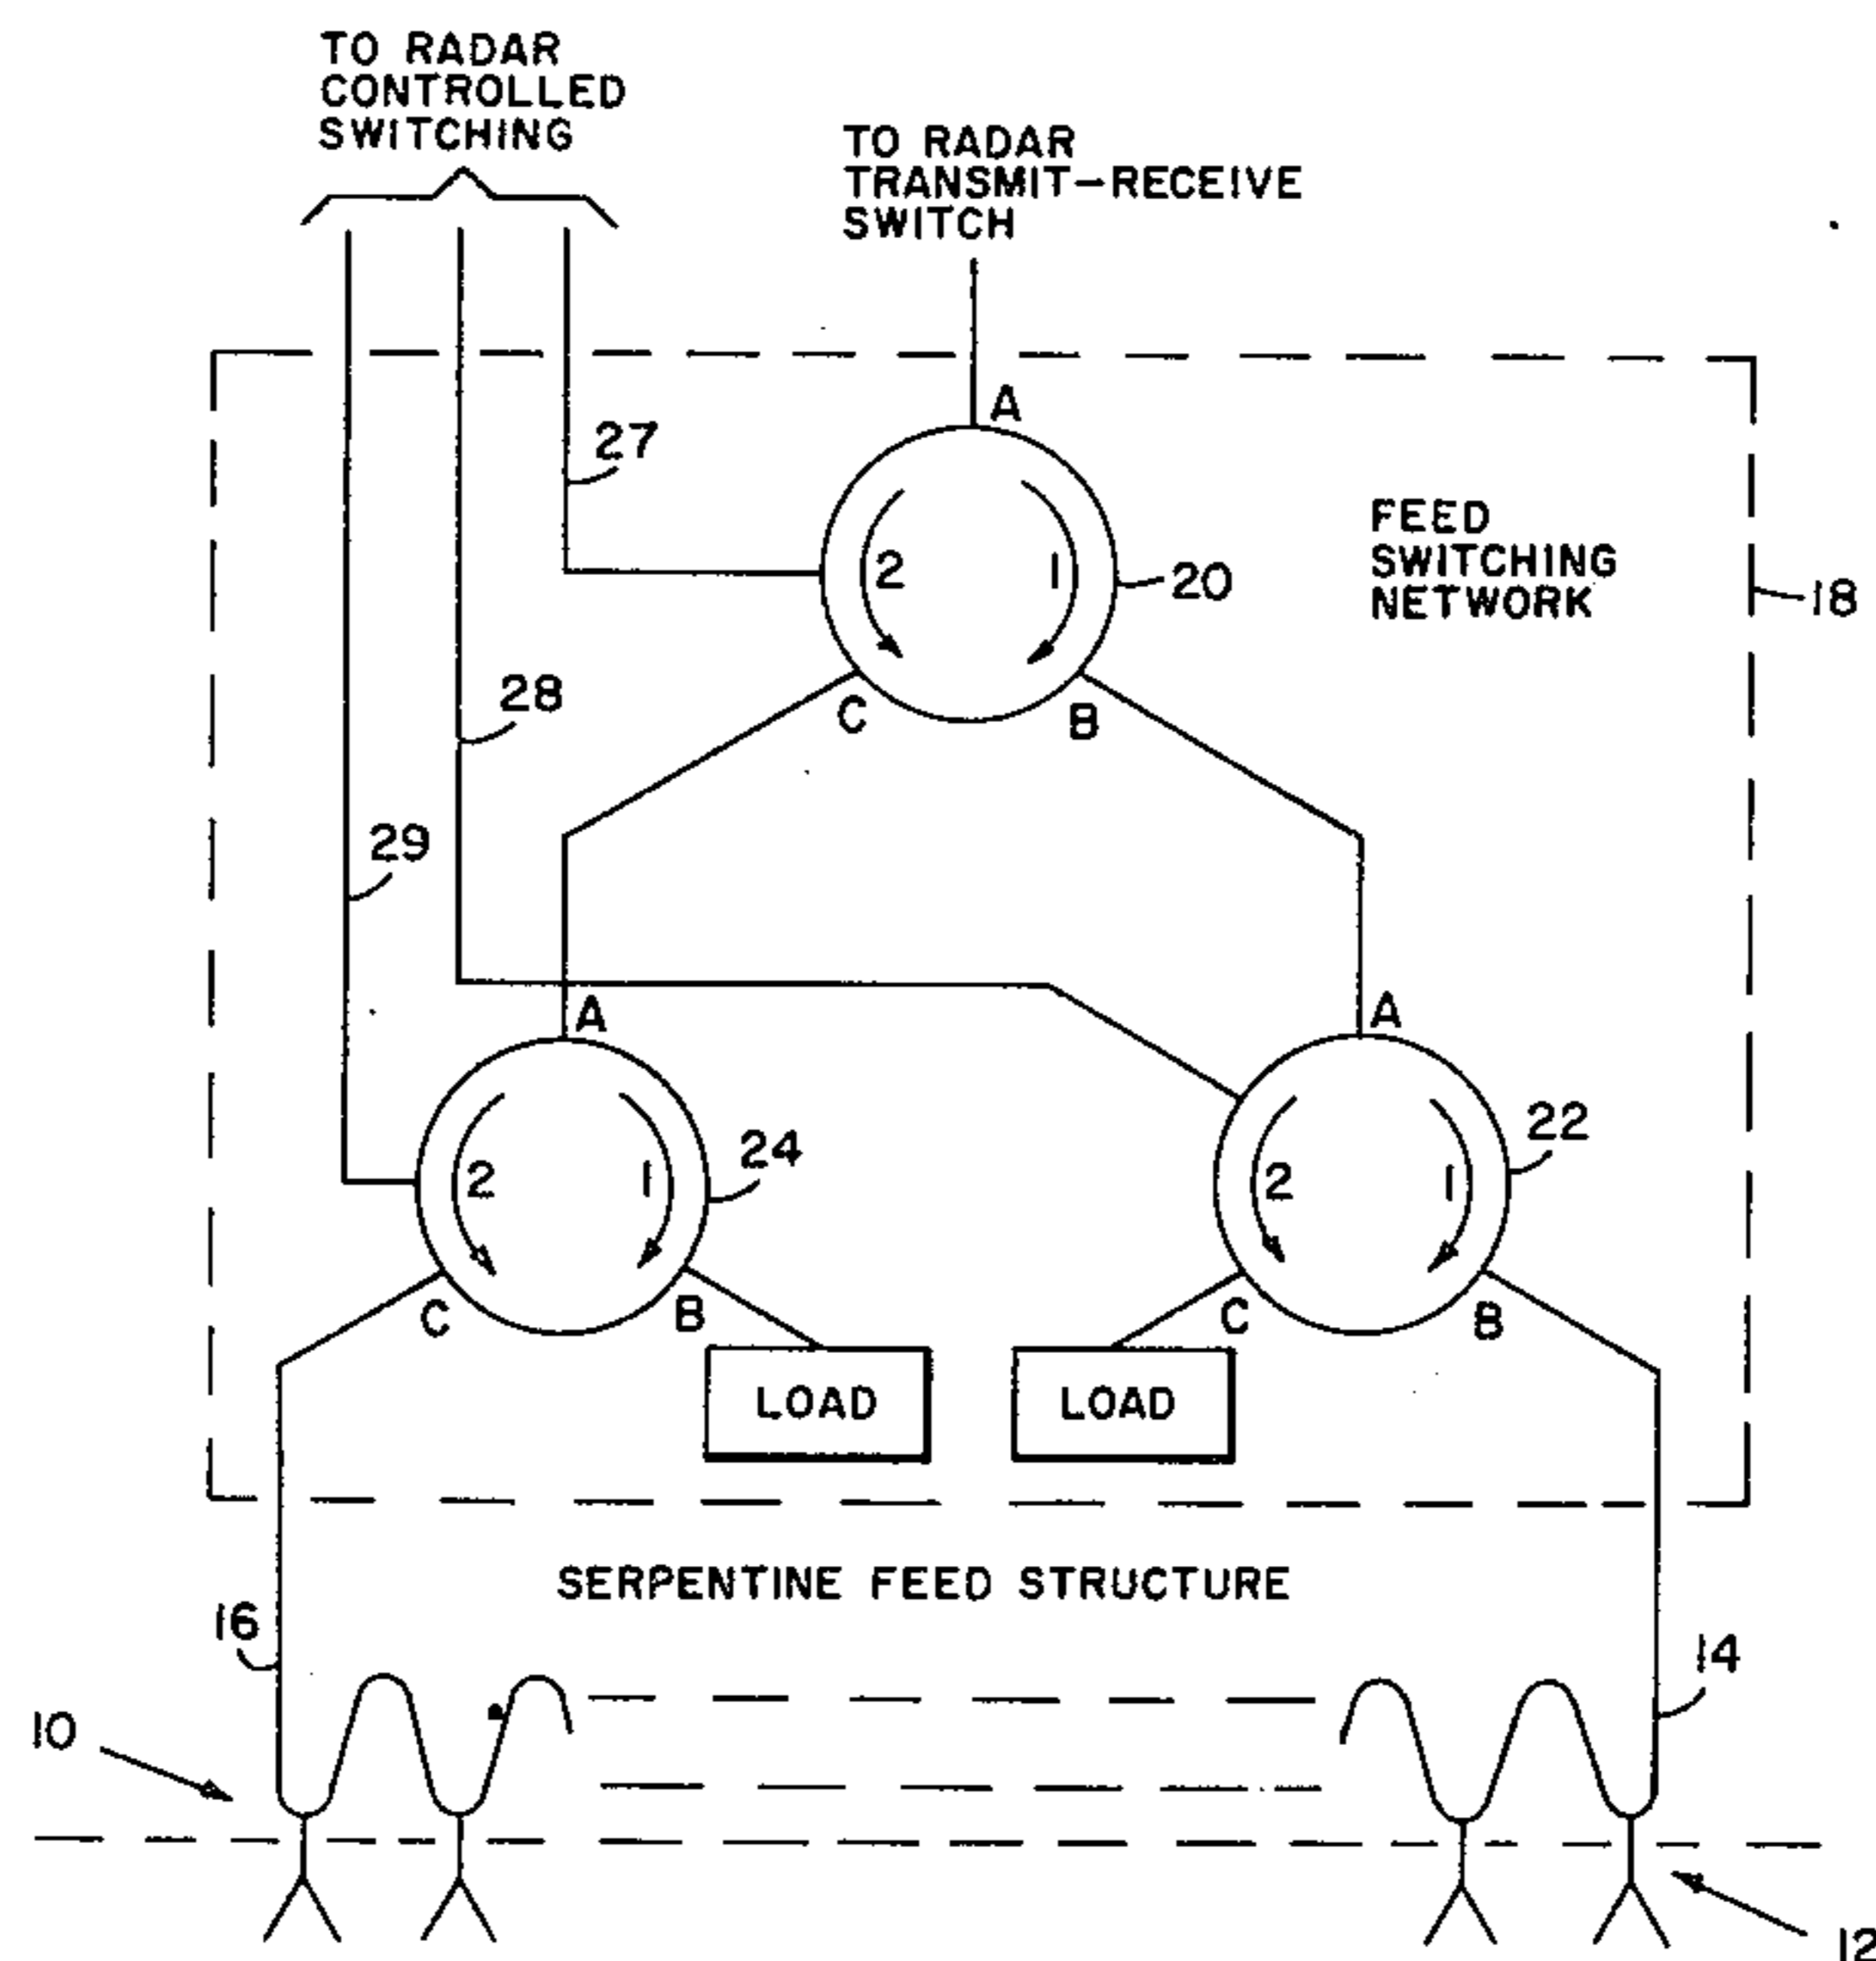 TO RADAR
CONTROLLED
SWITCHING
TO RADAR
TRANSMIT-RECEIVE
SWITCH
A
27
FEED
SWITCHING
NETWORK
2
1
20
18
28
C
B
29
A
A
24
22
2
1
2
1
C
B
C
B
LOAD
LOAD
SERPENTINE FEED STRUCTURE
16
14
10
12